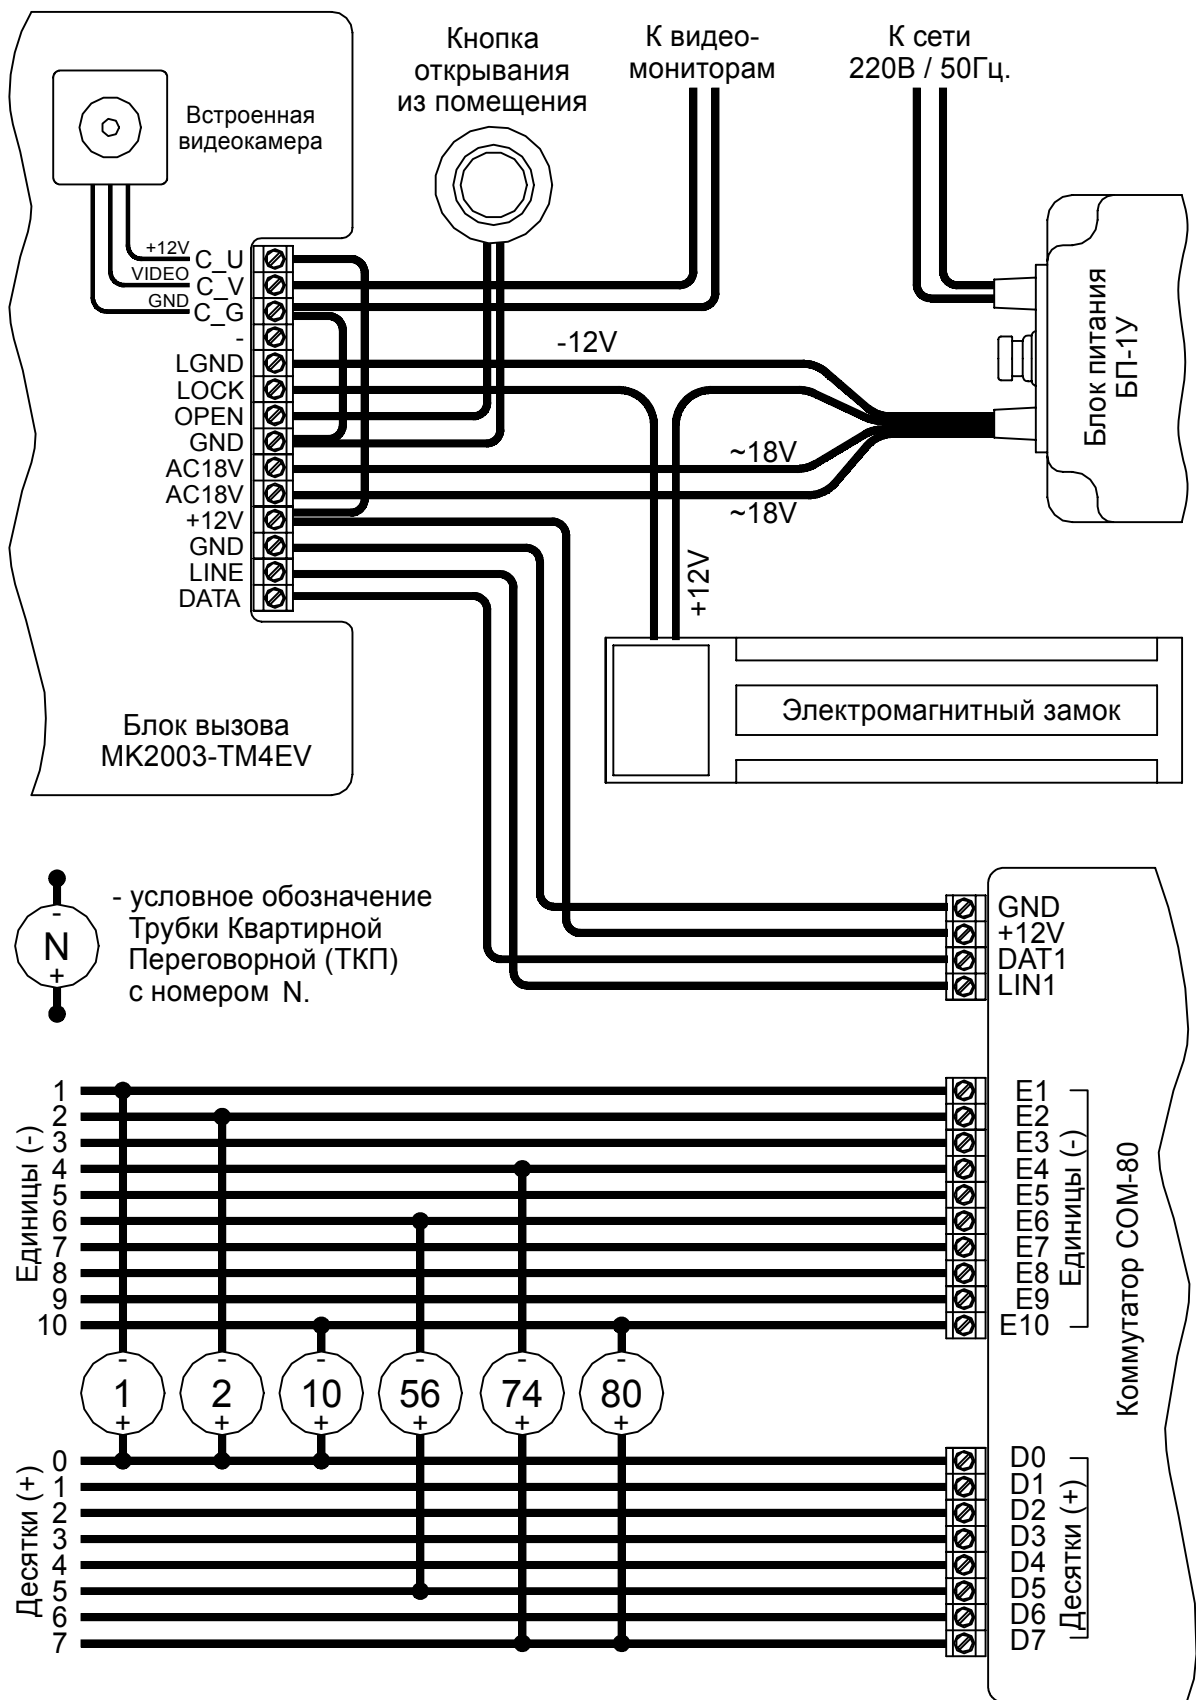 Кнопка
открывания
из помещения
К видео-
мониторам
К сети
220В / 50Гц.
Встроенная
видеокамера
+12V
VIDEO
GND
C_U
C_V
C_G
-
LGND
LOCK
OPEN
GND
AC18V
AC18V
+12V
GND
LINE
DATA
-12V
~18V
~18V
+12V
Блок питания
БП-1У
Электромагнитный замок
Блок вызова
МК2003-ТМ4EV
-
N
+
- условное обозначение
Трубки Квартирной
Переговорной (ТКП)
с номером N.
GND
+12V
DAT1
LIN1
Единицы (-)
1
2
3
4
5
6
7
8
9
10
E1
E2
E3
E4
E5
E6
E7
E8
E9
E10
Единицы (-)
Коммутатор COM-80
- - - - - -
1 2 10 56 74 80
+ + + + + +
Десятки (+)
0
1
2
3
4
5
6
7
D0
D1
D2
D3
D4
D5
D6
D7
Десятки (+)